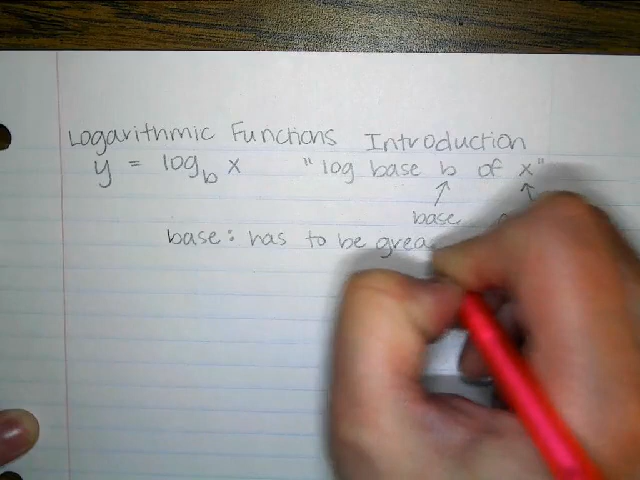 Logarithmic Functions Introduction
y = log_b x "log base b of x"
↑ ↑
base
base: has to be grea